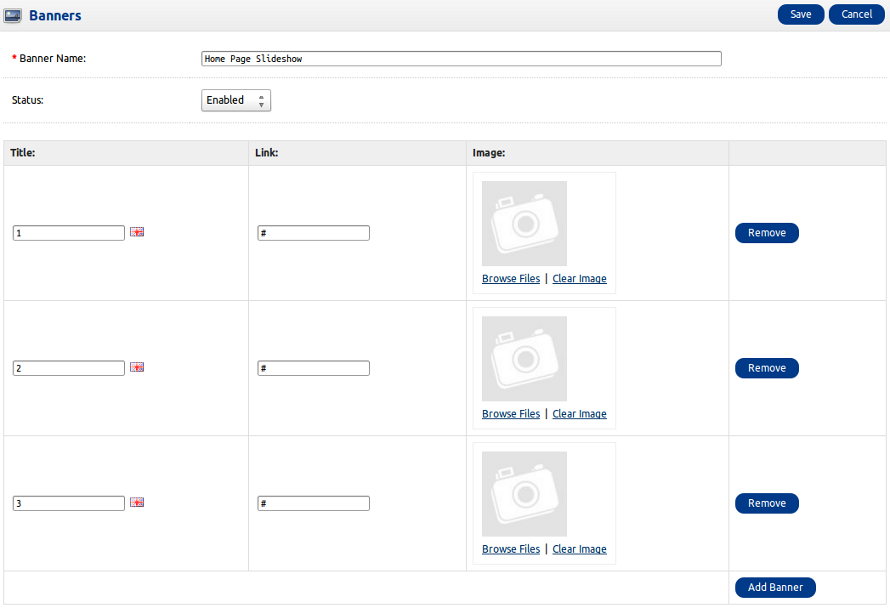 Banners
Save Cancel
* Banner Name: Home Page Slideshow
Status: Enabled
Title: Link: Image:
1 # Remove
Browse Files | Clear Image
2 # Remove
Browse Files | Clear Image
3 # Remove
Browse Files | Clear Image
Add Banner